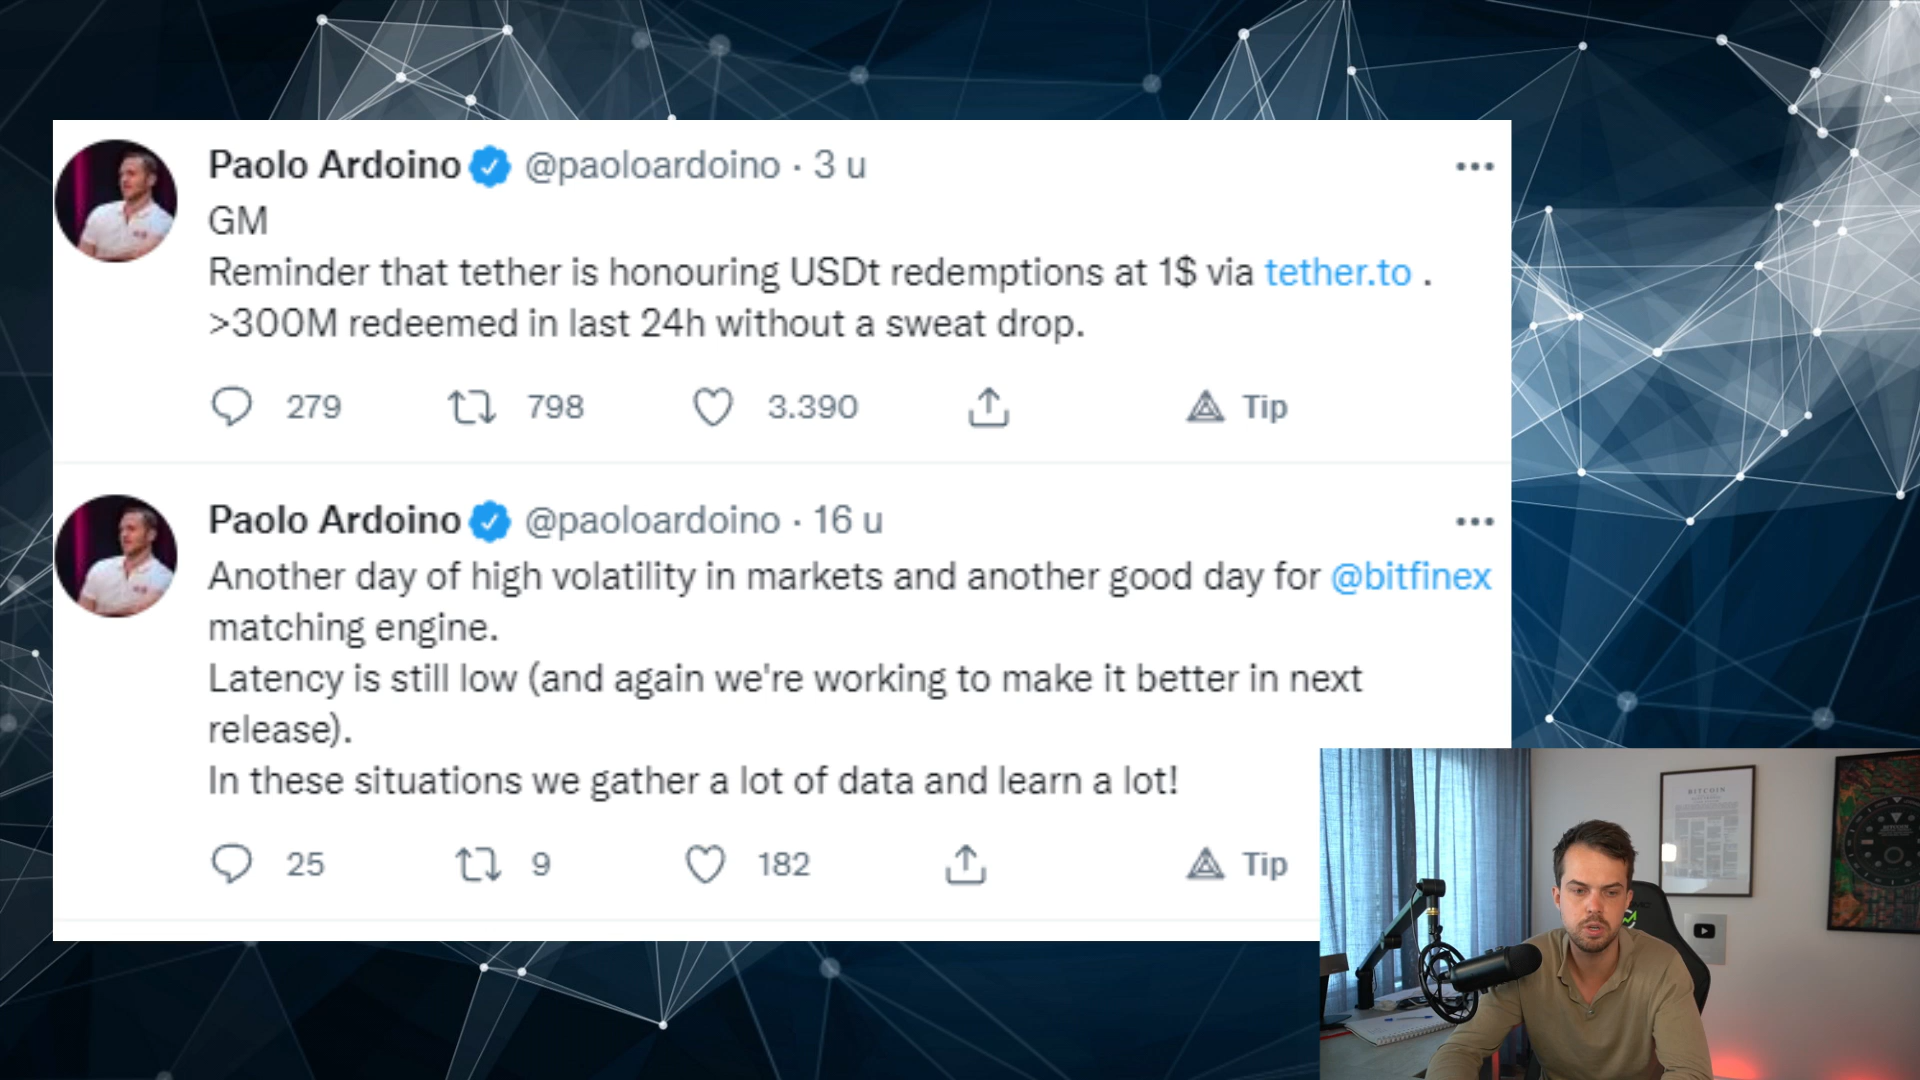 Paolo Ardoino @paoloardoino · 3 u
GM
Reminder that tether is honouring USDt redemptions at 1$ via tether.to .
>300M redeemed in last 24h without a sweat drop.
279 798 3.390 Tip
Paolo Ardoino @paoloardoino · 16 u
Another day of high volatility in markets and another good day for @bitfinex
matching engine.
Latency is still low (and again we're working to make it better in next
release).
In these situations we gather a lot of data and learn a lot!
25 9 182 Tip
BITCOIN